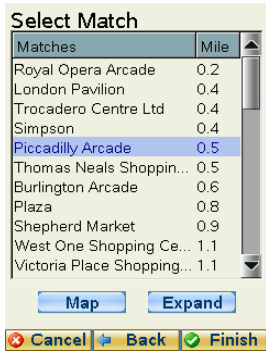 Select Match
Matches Mile
Royal Opera Arcade 0.2
London Pavilion 0.4
Trocadero Centre Ltd 0.4
Simpson 0.4
Piccadilly Arcade 0.5
Thomas Neals Shoppin... 0.5
Burlington Arcade 0.6
Plaza 0.8
Shepherd Market 0.9
West One Shopping Ce... 1.1
Victoria Place Shopping... 1.1
Map Expand
Cancel Back Finish